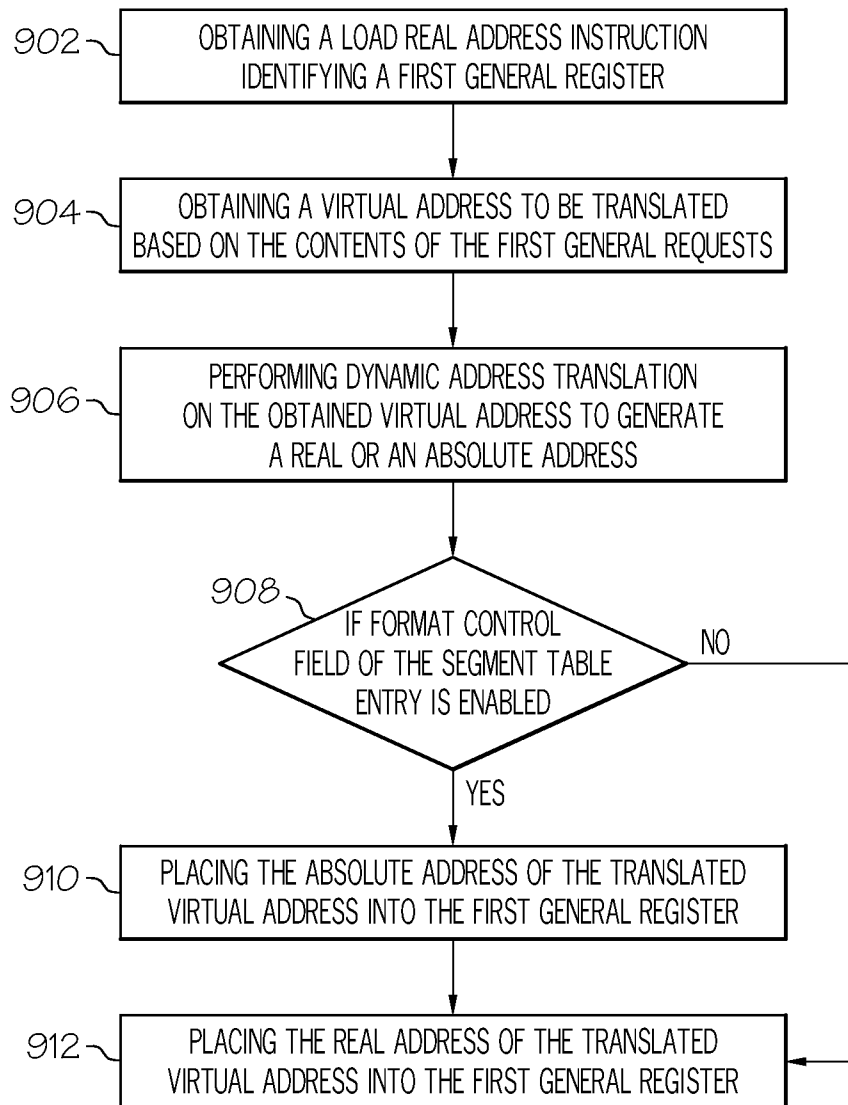 902
OBTAINING A LOAD REAL ADDRESS INSTRUCTION
IDENTIFYING A FIRST GENERAL REGISTER
904
OBTAINING A VIRTUAL ADDRESS TO BE TRANSLATED
BASED ON THE CONTENTS OF THE FIRST GENERAL REQUESTS
906
PERFORMING DYNAMIC ADDRESS TRANSLATION
ON THE OBTAINED VIRTUAL ADDRESS TO GENERATE
A REAL OR AN ABSOLUTE ADDRESS
908
IF FORMAT CONTROL
FIELD OF THE SEGMENT TABLE
ENTRY IS ENABLED
NO
YES
910
PLACING THE ABSOLUTE ADDRESS OF THE TRANSLATED
VIRTUAL ADDRESS INTO THE FIRST GENERAL REGISTER
912
PLACING THE REAL ADDRESS OF THE TRANSLATED
VIRTUAL ADDRESS INTO THE FIRST GENERAL REGISTER